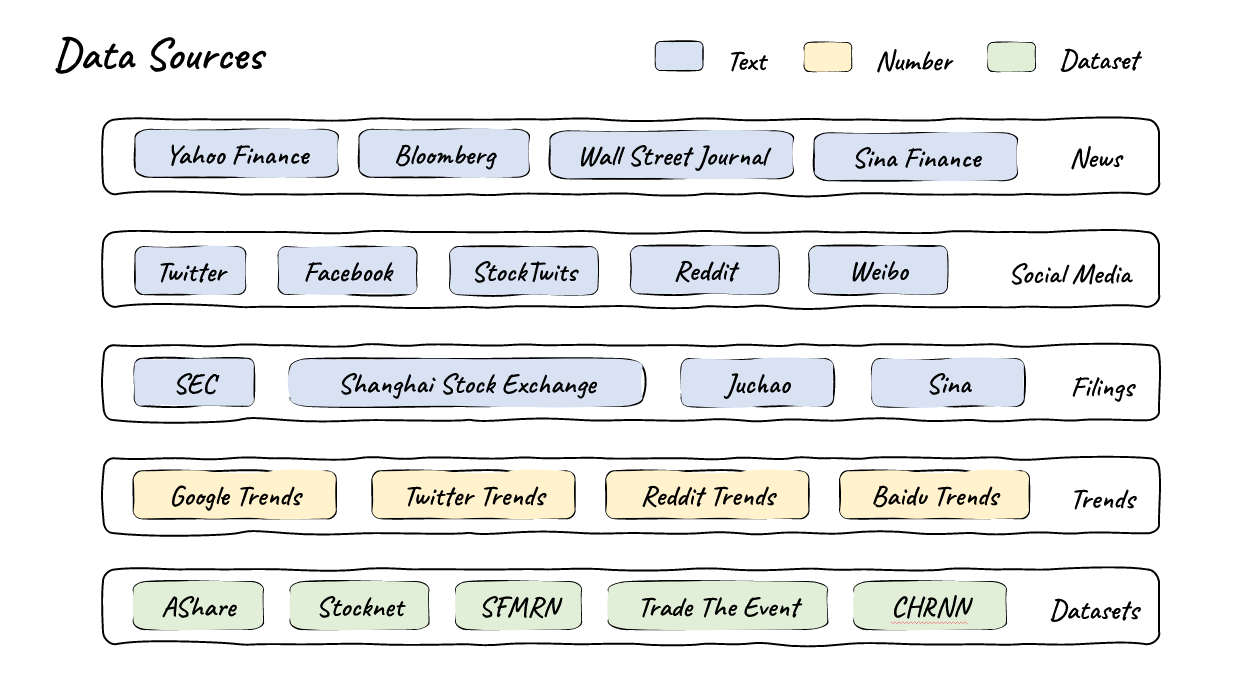 Data Sources
Text Number Dataset
Yahoo Finance Bloomberg Wall Street Journal Sina Finance News
Twitter Facebook StockTwits Reddit Weibo Social Media
SEC Shanghai Stock Exchange Juchao Sina Filings
Google Trends Twitter Trends Reddit Trends Baidu Trends Trends
AShare Stocknet SFMRN Trade The Event CHRNN Datasets